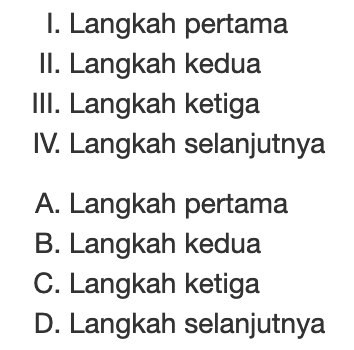 I. Langkah pertama
II. Langkah kedua
III. Langkah ketiga
IV. Langkah selanjutnya
A. Langkah pertama
B. Langkah kedua
C. Langkah ketiga
D. Langkah selanjutnya